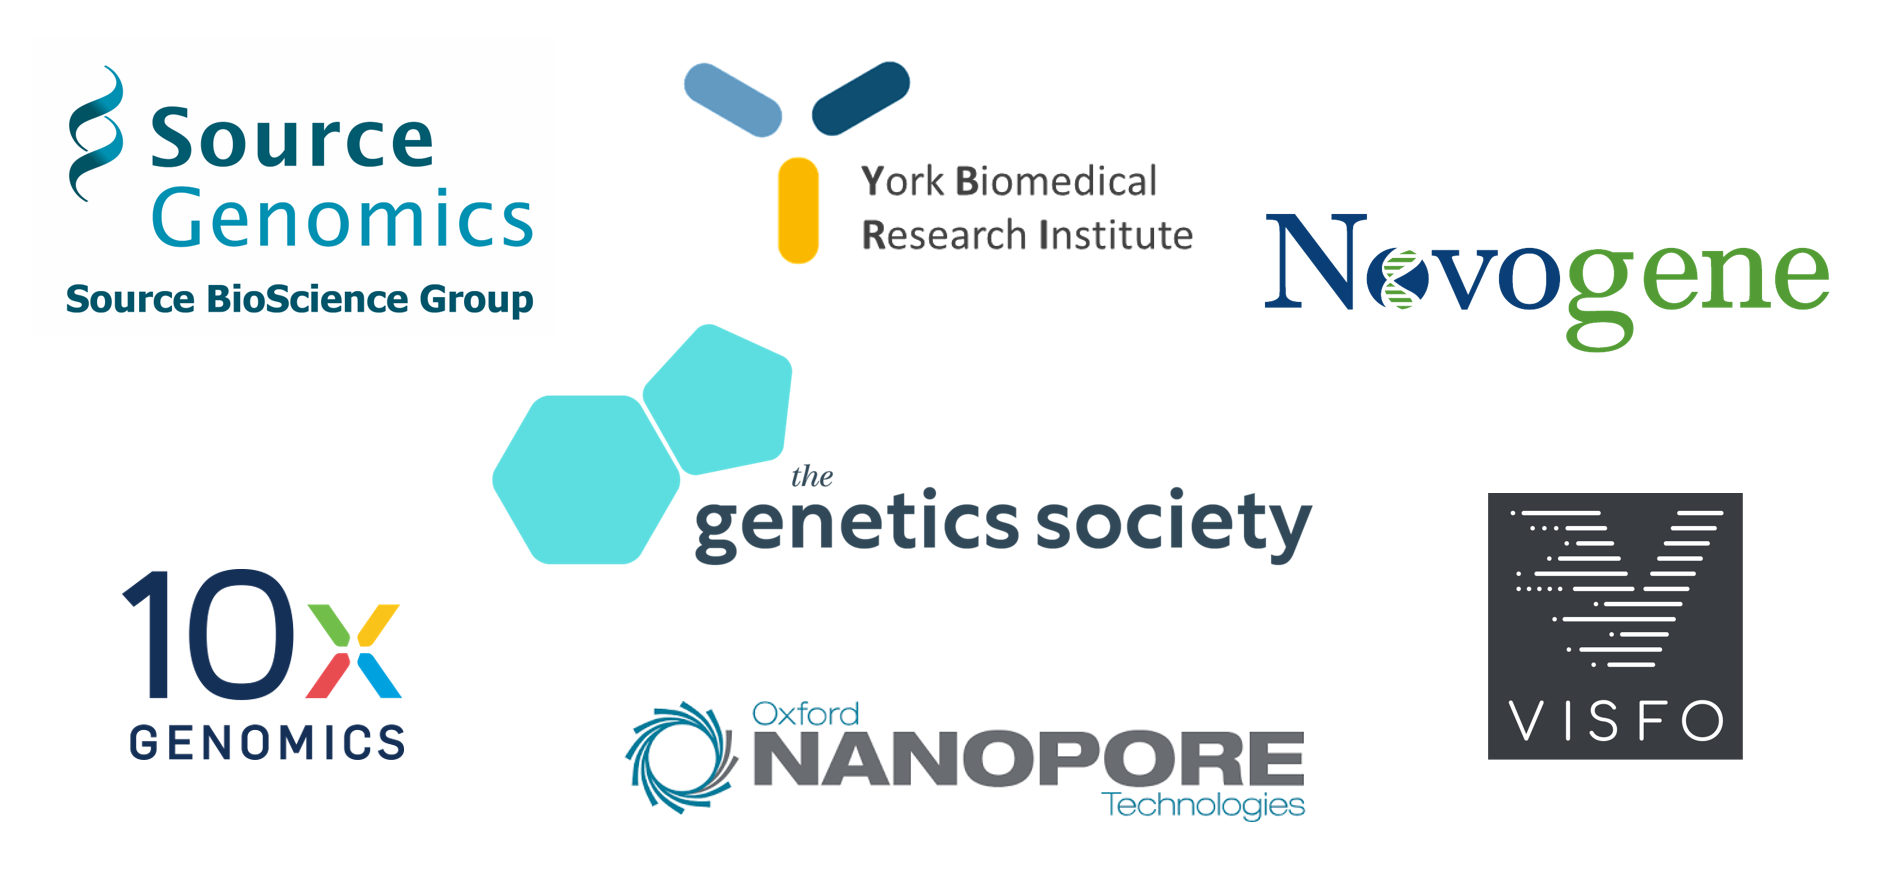 Source
Genomics
Source BioScience Group
York Biomedical
Research Institute
Novogene
the
genetics society
10x
GENOMICS
Oxford
NANOPORE
Technologies
VISFO